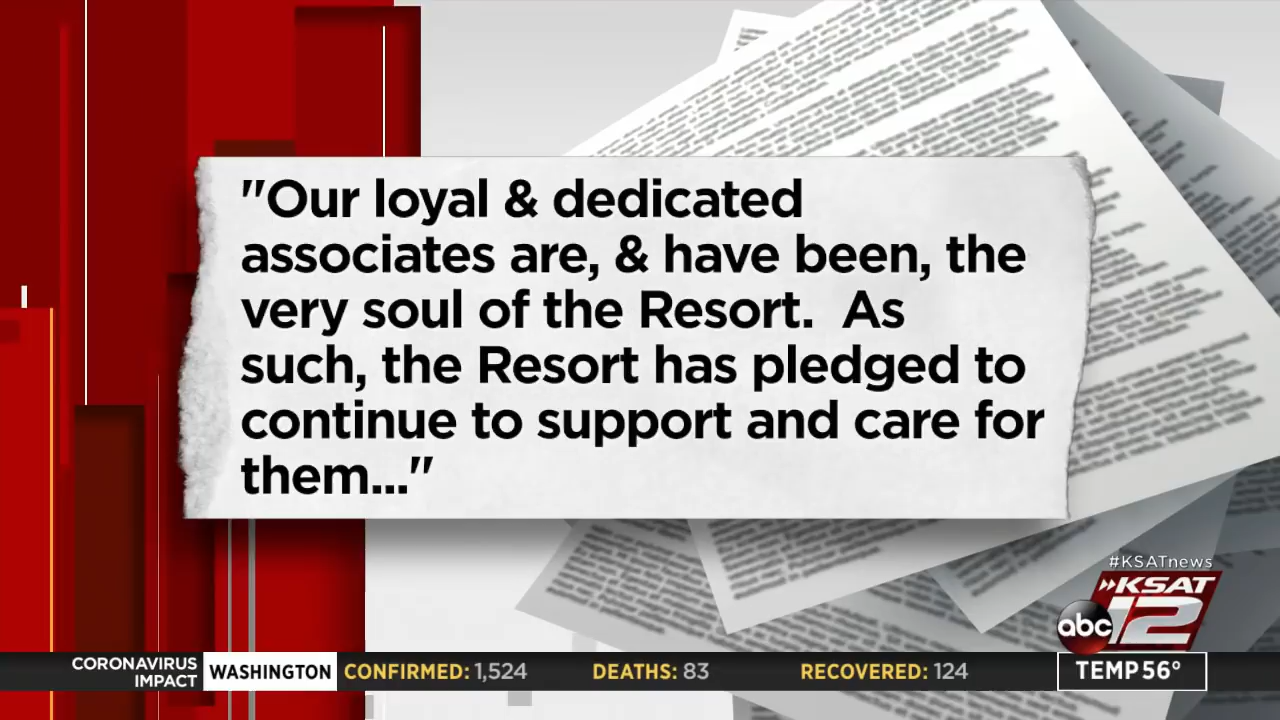 "Our loyal & dedicated
associates are, & have been, the
very soul of the Resort.  As
such, the Resort has pledged to
continue to support and care for
them..."
#KSATnews
KSAT
abc 12
CORONAVIRUS
IMPACT
WASHINGTON CONFIRMED: 1,524 DEATHS: 83 RECOVERED: 124 TEMP 56°